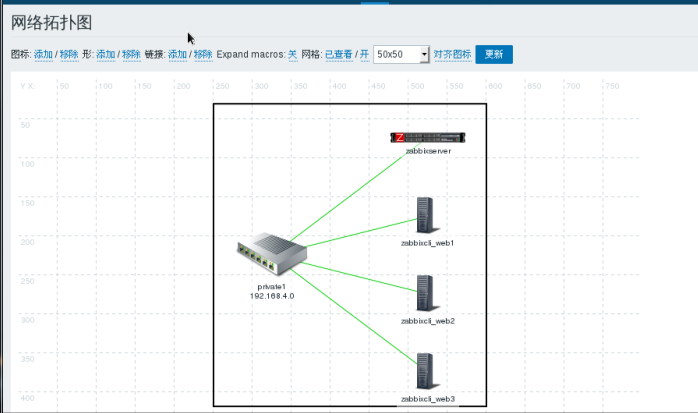 网络拓扑图
图标: 添加 / 移除 形: 添加 / 移除 链接: 添加 / 移除 Expand macros: 关 网格: 已查看 / 开 50x50 对齐图标 更新
Y X: 50 100 150 200 250 300 350 400 450 500 550 600 650 700 750
50
zabbixserver
100
150
200
zabbixcli_web1
250
private1
192.168.4.0
300
zabbixcli_web2
350
400
zabbixcli_web3